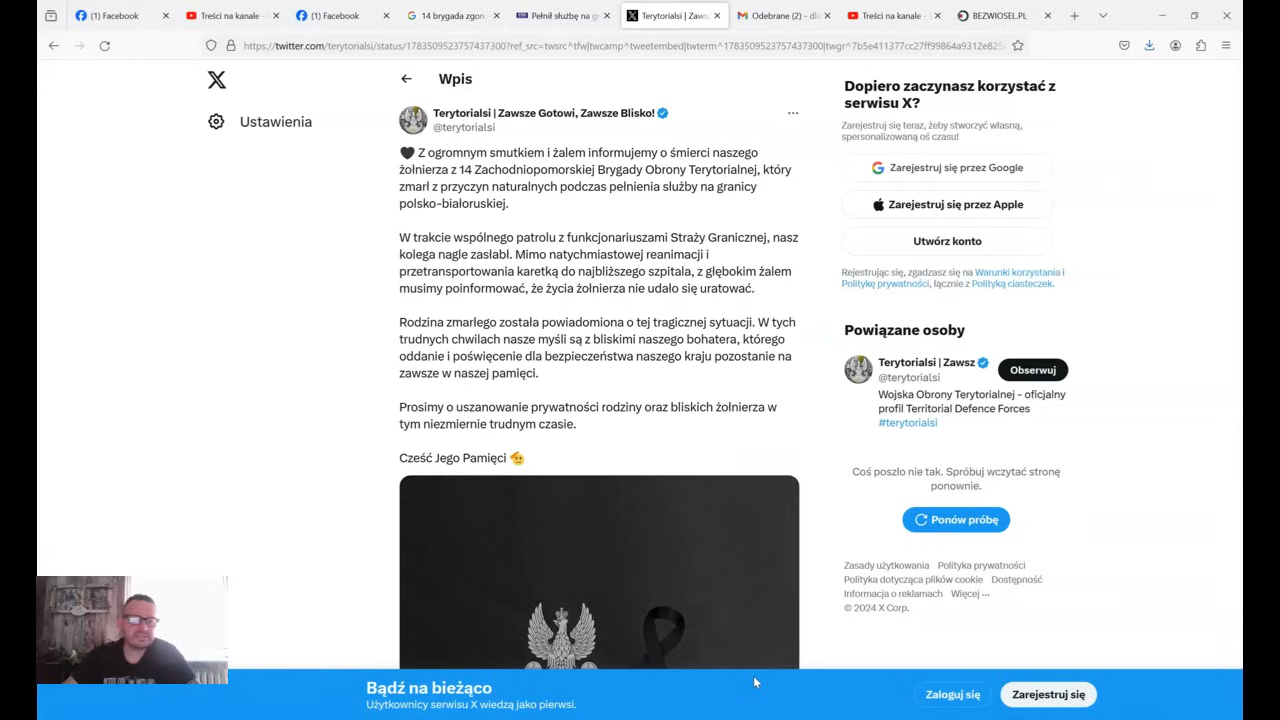 (1) Facebook
Treści na kanale -
(1) Facebook
14 brygada zgon
Pełnił służbę na gr
Terytorialsi | Zawsz
Odebrane (2) - dla
Treści na kanale -
BEZWIOSEL.PL
https://twitter.com/terytorialsi/status/1783509523757437300?ref_src=twsrc^tfw|twcamp^tweetembed|twterm^1783509523757437300|twgr^7b5e411377cc27ff99864a9312e825
Ustawienia
Wpis
Terytorialsi | Zawsze Gotowi, Zawsze Blisko!
@terytorialsi
🖤 Z ogromnym smutkiem i żalem informujemy o śmierci naszego
żołnierza z 14 Zachodniopomorskiej Brygady Obrony Terytorialnej, który
zmarł z przyczyn naturalnych podczas pełnienia służby na granicy
polsko-białoruskiej.
W trakcie wspólnego patrolu z funkcjonariuszami Straży Granicznej, nasz
kolega nagle zasłabł. Mimo natychmiastowej reanimacji i
przetransportowania karetką do najbliższego szpitala, z głębokim żalem
musimy poinformować, że życia żołnierza nie udało się uratować.
Rodzina zmarłego została powiadomiona o tej tragicznej sytuacji. W tych
trudnych chwilach nasze myśli są z bliskimi naszego bohatera, którego
oddanie i poświęcenie dla bezpieczeństwa naszego kraju pozostanie na
zawsze w naszej pamięci.
Prosimy o uszanowanie prywatności rodziny oraz bliskich żołnierza w
tym niezmiernie trudnym czasie.
Cześć Jego Pamięci 🫡
Dopiero zaczynasz korzystać z
serwisu X?
Zarejestruj się teraz, żeby stworzyć własną,
spersonalizowaną oś czasu!
Zarejestruj się przez Google
Zarejestruj się przez Apple
Utwórz konto
Rejestrując się, zgadzasz się na Warunki korzystania i
Politykę prywatności, łącznie z Polityką ciasteczek.
Powiązane osoby
Terytorialsi | Zawsz
@terytorialsi
Obserwuj
Wojska Obrony Terytorialnej - oficjalny
profil Territorial Defence Forces
#terytorialsi
Coś poszło nie tak. Spróbuj wczytać stronę
ponownie.
Ponów próbę
Zasady użytkowania Polityka prywatności
Polityka dotycząca plików cookie Dostępność
Informacja o reklamach Więcej ...
© 2024 X Corp.
Bądź na bieżąco
Użytkownicy serwisu X wiedzą jako pierwsi.
Zaloguj się
Zarejestruj się